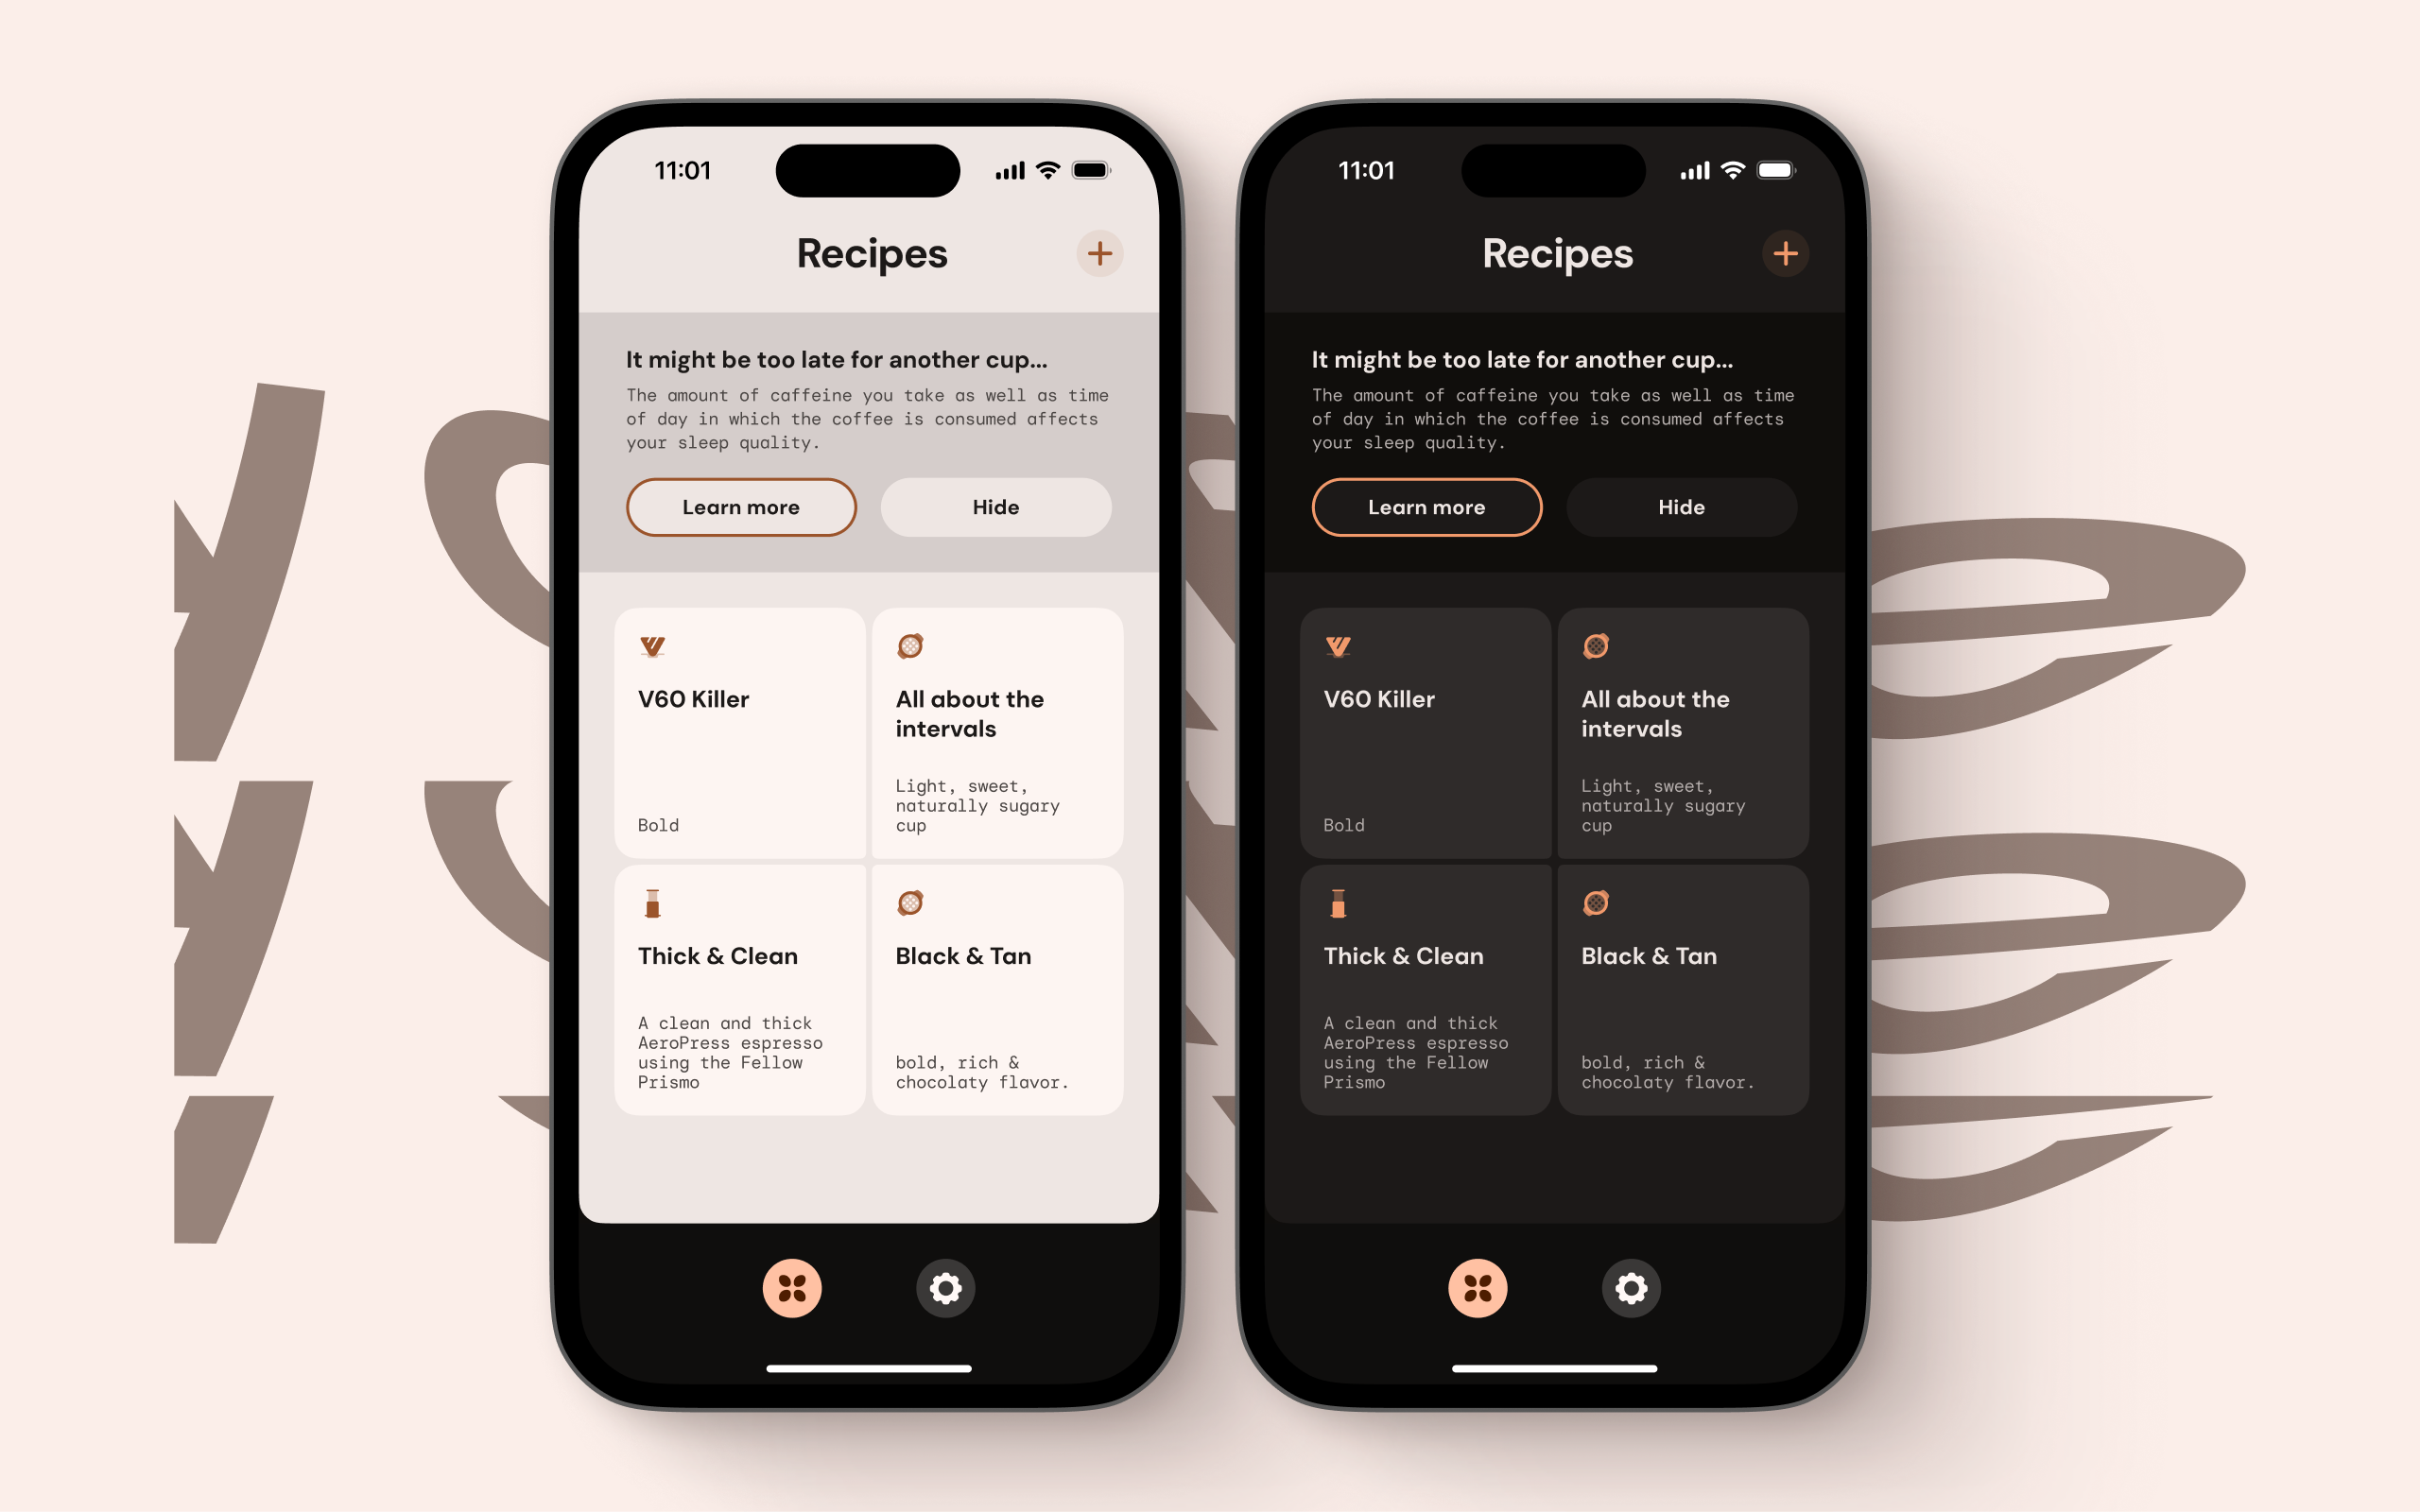 11:01
Recipes
It might be too late for another cup...
The amount of caffeine you take as well as time
of day in which the coffee is consumed affects
your sleep quality.
Learn more
Hide
V60 Killer
Bold
All about the
intervals
Light, sweet,
naturally sugary
cup
Thick & Clean
A clean and thick
AeroPress espresso
using the Fellow
Prismo
Black & Tan
bold, rich &
chocolaty flavor.
11:01
Recipes
It might be too late for another cup...
The amount of caffeine you take as well as time
of day in which the coffee is consumed affects
your sleep quality.
Learn more
Hide
V60 Killer
Bold
All about the
intervals
Light, sweet,
naturally sugary
cup
Thick & Clean
A clean and thick
AeroPress espresso
using the Fellow
Prismo
Black & Tan
bold, rich &
chocolaty flavor.